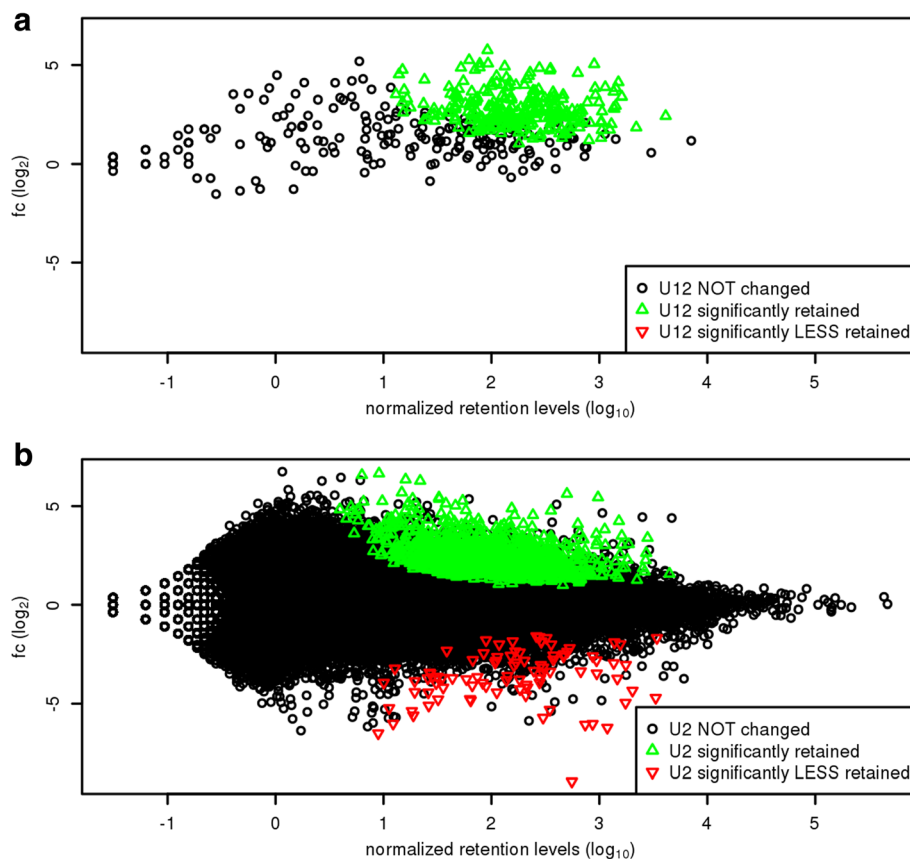 a
5
0
-5
fc (log2)
U12 NOT changed
U12 significantly retained
U12 significantly LESS retained
-1 0 1 2 3 4 5
normalized retention levels (log10)
b
5
0
-5
fc (log2)
U2 NOT changed
U2 significantly retained
U2 significantly LESS retained
-1 0 1 2 3 4 5
normalized retention levels (log10)